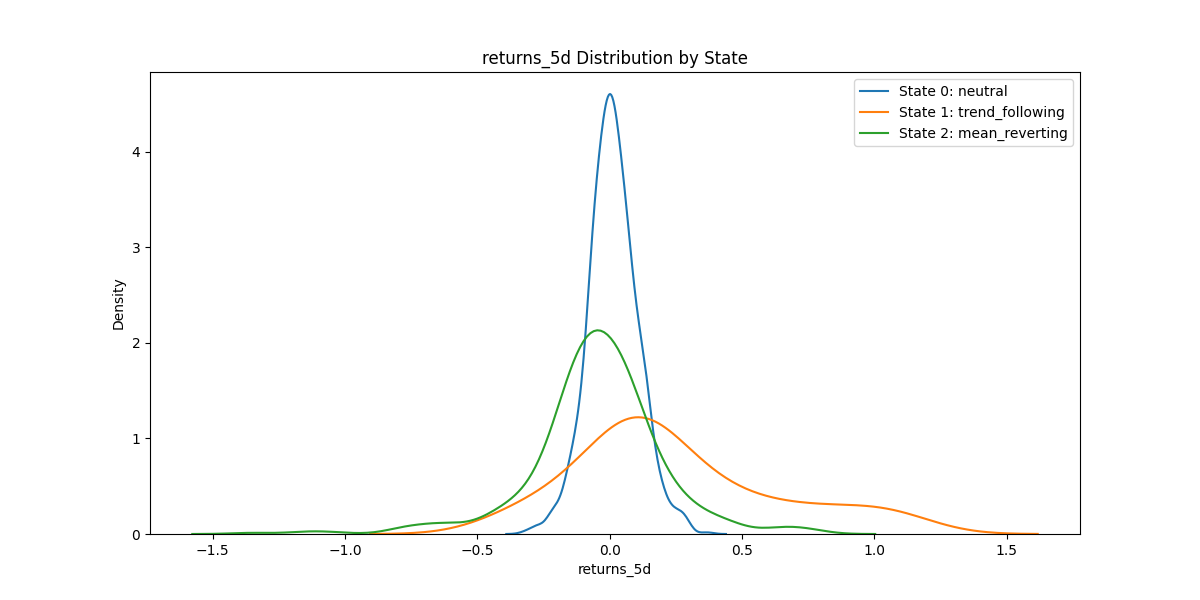 returns_5d Distribution by State
State 0: neutral
State 1: trend_following
State 2: mean_reverting
Density
4
3
2
1
0
−1.5 −1.0 −0.5 0.0 0.5 1.0 1.5
returns_5d